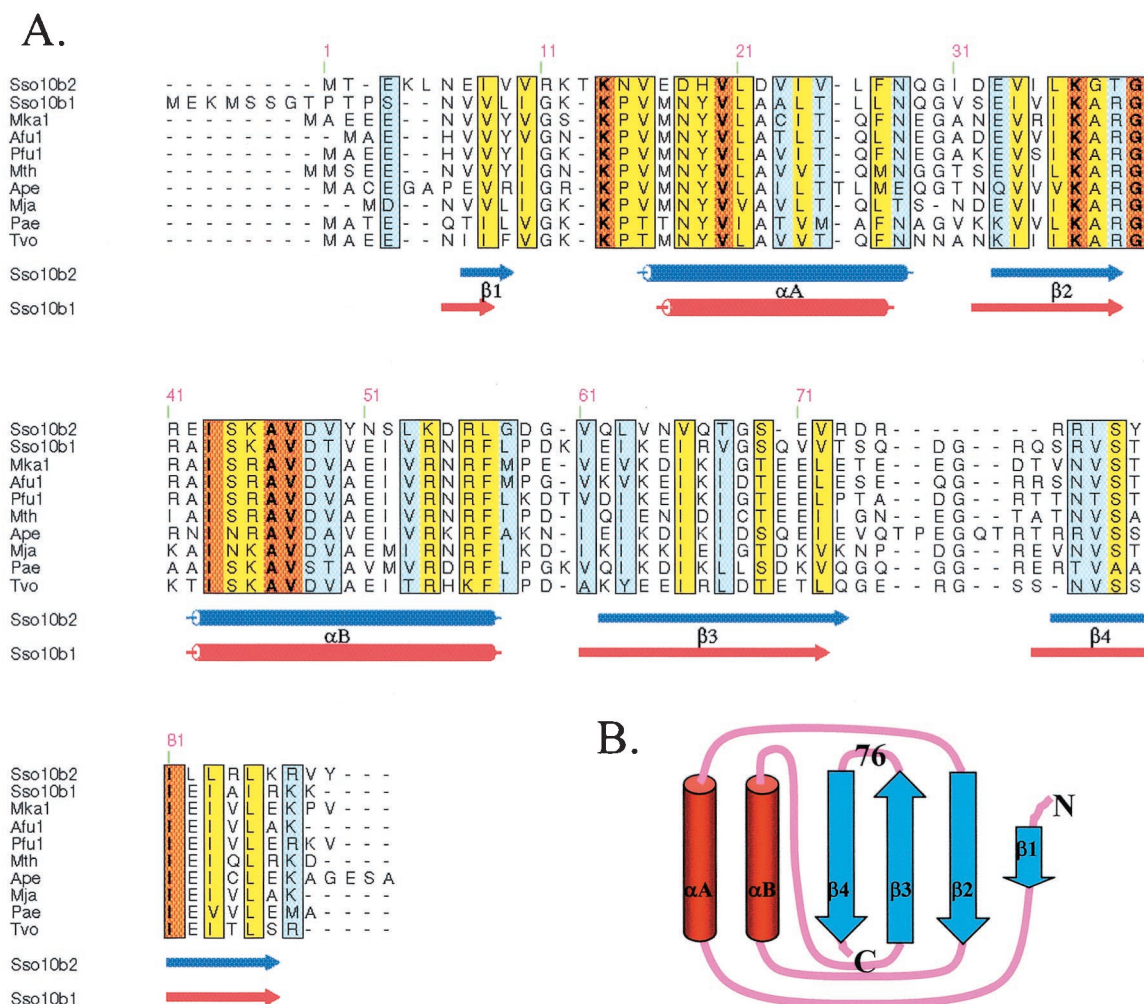 A.
1 11 21 31
Sso10b2 - - - - - - - - M T - E K L N E I V V R K T K N V E D H V L D V I V - L F N Q G I D E V I L K G T G
Sso10b1 M E K M S S G T P T P S - - N V V L I G K - K P V M N Y V L A A L T - L L N Q G V S E I V I K A R G
Mka1 - - - - - - - M A E E E - - N V V Y V G S - K P V M N Y V L A C I T - Q F N E G A N E V R I K A R G
Afu1 - - - - - - - - - M A E - - H V V Y I G N - K P V M N Y V L A T L T - Q L N E G A D E V V I K A R G
Pfu1 - - - - - - - - M A E E - - H V V Y I G K - K P V M N Y V L A V I T - Q F N E G A K E V S I K A R G
Mth - - - - - - - M M S E E - - N V V Y I G N - K P V M N Y V L A V V T - Q M N G G T S E V I L K A R G
Ape - - - - - - - - M A C E G A P E V R I G R - K P V M N Y V L A I L T T L M E Q G T N Q V V V K A R G
Mja - - - - - - - - - - M D - - N V V L I G K - K P V M N Y V L A V L T - Q L T S - N D E V I I K A R G
Pae - - - - - - - - M A T E - - Q T I L V G K - K P T T N Y V M A T V M - A F N A G V K K V V L K A R G
Tvo - - - - - - - - M A E E - - N I I F V G K - K P T M N Y V L A V V T - Q F N N N A N K I I I K A R G
Sso10b2
β1 αA β2
Sso10b1
41 51 61 71
Sso10b2 R E I S K A V D V Y N S L K D R L G D G - V Q L V N V Q T G S - E V R D R - - - - - - - - R R I S Y
Sso10b1 R A I S K A V D T V E I V R N R F L P D K I E I K E I R V G S Q V V T S Q - - D G - - R Q S R V S T
Mka1 R A I S R A V D V A E I V R N R F M P E - V E V K D I K I G T E E L E T E - - E G - - D T V N V S T
Afu1 R A I S R A V D V A E I V R N R F M P G - V K V K E I K I G T E E L E S E - - Q G - - R R S N V S T
Pfu1 R A I S R A V D V A E I V R N R F L K D T V D I K E I K I G T E E L P T A - - D G - - R T T N T S T
Mth I A I S R A V D V A E I V R N R F L P D - I Q I E N I D I C T E E I I G N - - E G - - T A T N V S A
Ape R N I N K A V D A V E I V R K R F A K N - I E I K E I K I D S Q E I E V Q T P E G Q T R T R R V S S
Mja K A I N K A V D V A E M I R N R F I K D - I K I K K I E I G T D K V K N P - - D G - - R E V N V S T
Pae A A I S K A V S T A V M V R D R F L P G K V Q I K D I K L L S D K V Q G G - - E R - - E R T V A A
Tvo K T I S K A V D V A E I T R H K F L P D - A K Y E E I R L D T E T L Q G E - - R G - - S S - N V S S
Sso10b2
αB β3 β4
Sso10b1
81
Sso10b2 I L L R L K R V Y - - -
Sso10b1 I E I A I R K K - - - -
Mka1 I E I V L E K P V - - -
Afu1 I E I V L A K - - - - -
Pfu1 I E I V L E R K V - - -
Mth I E I Q L R K D - - - -
Ape I E I C L E K A G E S A
Mja I E I V L A K - - - - -
Pae I E V V L E M A - - - -
Tvo I E I T L S R - - - - -
Sso10b2
Sso10b1
B.
76
N
β1
αA αB β4 β3 β2
C